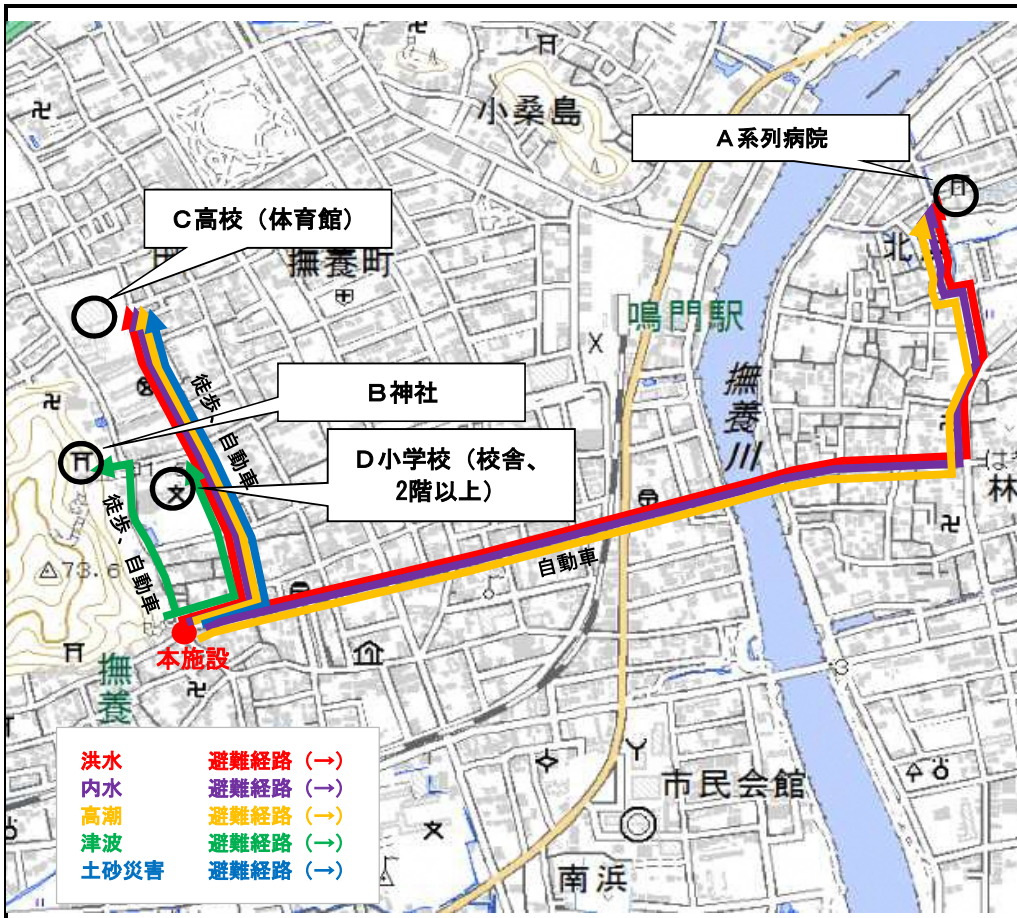 小桑島
A系列病院
C高校（体育館）
撫養町
北
鳴門駅
B神社
撫養川
D小学校（校舎、
2階以上）
徒歩、自動車
徒歩、自動車
自動車
林
73.6
本施設
撫養
市民会館
南浜
洪水 避難経路（→）
内水 避難経路（→）
高潮 避難経路（→）
津波 避難経路（→）
土砂災害 避難経路（→）